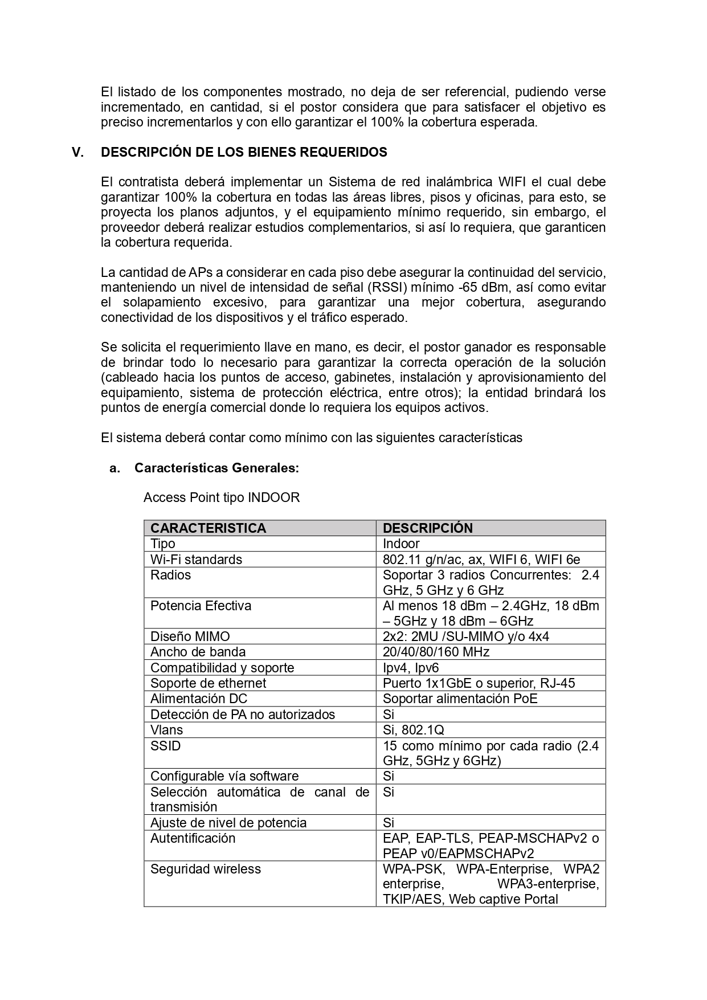 El listado de los componentes mostrado, no deja de ser referencial, pudiendo verse
incrementado, en cantidad, si el postor considera que para satisfacer el objetivo es
preciso incrementarlos y con ello garantizar el 100% la cobertura esperada.
V. DESCRIPCIÓN DE LOS BIENES REQUERIDOS
El contratista deberá implementar un Sistema de red inalámbrica WIFI el cual debe
garantizar 100% la cobertura en todas las áreas libres, pisos y oficinas, para esto, se
proyecta los planos adjuntos, y el equipamiento mínimo requerido, sin embargo, el
proveedor deberá realizar estudios complementarios, si así lo requiera, que garanticen
la cobertura requerida.
La cantidad de APs a considerar en cada piso debe asegurar la continuidad del servicio,
manteniendo un nivel de intensidad de señal (RSSI) mínimo -65 dBm, así como evitar
el solapamiento excesivo, para garantizar una mejor cobertura, asegurando
conectividad de los dispositivos y el tráfico esperado.
Se solicita el requerimiento llave en mano, es decir, el postor ganador es responsable
de brindar todo lo necesario para garantizar la correcta operación de la solución
(cableado hacia los puntos de acceso, gabinetes, instalación y aprovisionamiento del
equipamiento, sistema de protección eléctrica, entre otros); la entidad brindará los
puntos de energía comercial donde lo requiera los equipos activos.
El sistema deberá contar como mínimo con las siguientes características
a. Características Generales:
Access Point tipo INDOOR
CARACTERISTICA DESCRIPCIÓN
Tipo Indoor
Wi-Fi standards 802.11 g/n/ac, ax, WIFI 6, WIFI 6e
Radios Soportar 3 radios Concurrentes: 2.4
GHz, 5 GHz y 6 GHz
Potencia Efectiva Al menos 18 dBm – 2.4GHz, 18 dBm
– 5GHz y 18 dBm – 6GHz
Diseño MIMO 2x2: 2MU /SU-MIMO y/o 4x4
Ancho de banda 20/40/80/160 MHz
Compatibilidad y soporte Ipv4, Ipv6
Soporte de ethernet Puerto 1x1GbE o superior, RJ-45
Alimentación DC Soportar alimentación PoE
Detección de PA no autorizados Si
Vlans Si, 802.1Q
SSID 15 como mínimo por cada radio (2.4
GHz, 5GHz y 6GHz)
Configurable vía software Si
Selección automática de canal de Si
transmisión
Ajuste de nivel de potencia Si
Autentificación EAP, EAP-TLS, PEAP-MSCHAPv2 o
PEAP v0/EAPMSCHAPv2
Seguridad wireless WPA-PSK, WPA-Enterprise, WPA2
enterprise, WPA3-enterprise,
TKIP/AES, Web captive Portal